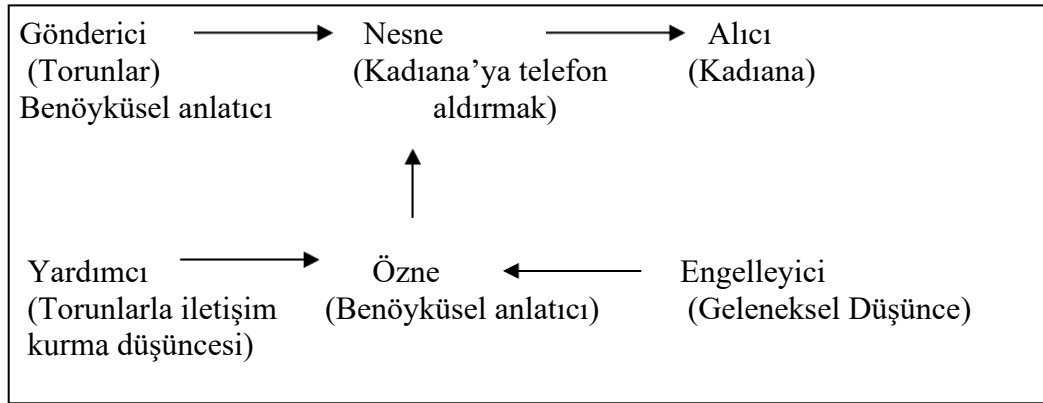 Gönderici Nesne Alıcı
(Torunlar) (Kadıana’ya telefon (Kadıana)
Benöyküsel anlatıcı aldırmak)
Yardımcı Özne Engelleyici
(Torunlarla iletişim (Benöyküsel anlatıcı) (Geleneksel Düşünce)
kurma düşüncesi)